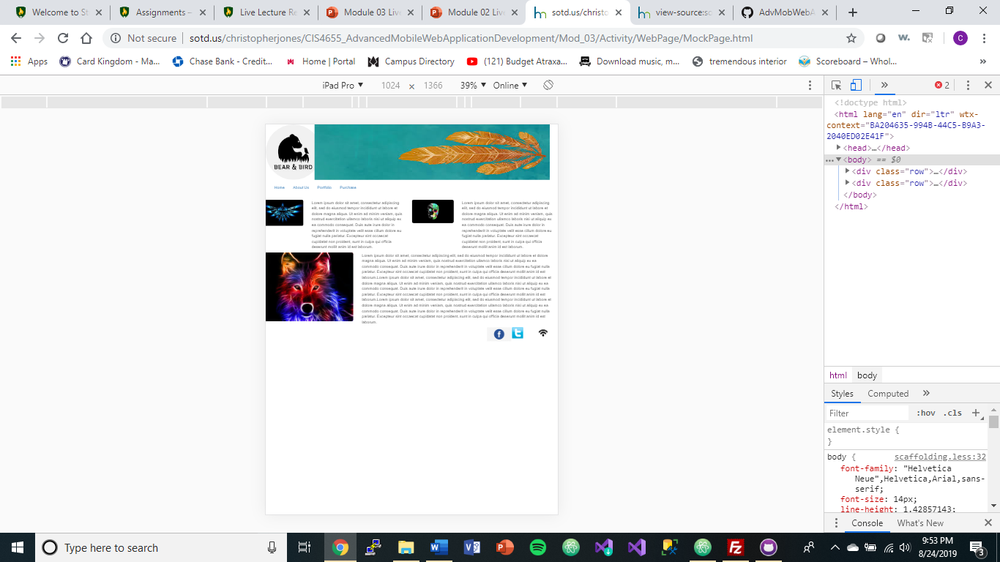 Welcome to St
Assignments –
Live Lecture Re
Module 03 Live
Module 02 Live
sotd.us/christo
view-source:so
AdvMobWebA
Not secure
sotd.us/christopherjones/CIS4655_AdvancedMobileWebApplicationDevelopment/Mod_03/Activity/WebPage/MockPage.html
w.
C
Apps
Card Kingdom - Ma...
Chase Bank - Credit...
Home | Portal
Campus Directory
(121) Budget Atraxa...
Download music, m...
tremendous interior
Scoreboard – Whol...
»
iPad Pro ▼ 1024 × 1366 39% ▼ Online ▼
» 2
<!doctype html>
<html lang="en" dir="ltr" wtx-
context="BA204635-994B-44C5-B9A3-
2040ED02E41F">
<head>…</head>
<body> == $0
<div class="row">…</div>
<div class="row">…</div>
</body>
</html>
BEAR & BIRD
Home About Us Portfolio Purchase
Lorem ipsum dolor sit amet, consectetur adipiscing
elit, sed do eiusmod tempor incididunt ut labore et
dolore magna aliqua. Ut enim ad minim veniam, quis
nostrud exercitation ullamco laboris nisi ut aliquip ex
ea commodo consequat. Duis aute irure dolor in
reprehenderit in voluptate velit esse cillum dolore eu
fugiat nulla pariatur. Excepteur sint occaecat
cupidatat non proident, sunt in culpa qui officia
deserunt mollit anim id est laborum.
Lorem ipsum dolor sit amet, consectetur adipiscing
elit, sed do eiusmod tempor incididunt ut labore et
dolore magna aliqua. Ut enim ad minim veniam, quis
nostrud exercitation ullamco laboris nisi ut aliquip ex
ea commodo consequat. Duis aute irure dolor in
reprehenderit in voluptate velit esse cillum dolore eu
fugiat nulla pariatur. Excepteur sint occaecat
cupidatat non proident, sunt in culpa qui officia
deserunt mollit anim id est laborum.
Lorem ipsum dolor sit amet, consectetur adipiscing elit, sed do eiusmod tempor incididunt ut labore et dolore
magna aliqua. Ut enim ad minim veniam, quis nostrud exercitation ullamco laboris nisi ut aliquip ex ea
commodo consequat. Duis aute irure dolor in reprehenderit in voluptate velit esse cillum dolore eu fugiat nulla
pariatur. Excepteur sint occaecat cupidatat non proident, sunt in culpa qui officia deserunt mollit anim id est
laborum.Lorem ipsum dolor sit amet, consectetur adipiscing elit, sed do eiusmod tempor incididunt ut labore et
dolore magna aliqua. Ut enim ad minim veniam, quis nostrud exercitation ullamco laboris nisi ut aliquip ex ea
commodo consequat. Duis aute irure dolor in reprehenderit in voluptate velit esse cillum dolore eu fugiat nulla
pariatur. Excepteur sint occaecat cupidatat non proident, sunt in culpa qui officia deserunt mollit anim id est
laborum.Lorem ipsum dolor sit amet, consectetur adipiscing elit, sed do eiusmod tempor incididunt ut labore et
dolore magna aliqua. Ut enim ad minim veniam, quis nostrud exercitation ullamco laboris nisi ut aliquip ex ea
commodo consequat. Duis aute irure dolor in reprehenderit in voluptate velit esse cillum dolore eu fugiat nulla
pariatur. Excepteur sint occaecat cupidatat non proident, sunt in culpa qui officia deserunt mollit anim id est
laborum.
html body
Styles Computed »
Filter :hov .cls +
element.style {
}
body { scaffolding.less:32
font-family: "Helvetica
Neue",Helvetica,Arial,sans-
serif;
font-size: 14px;
line-height: 1.42857143;
Console What's New
Type here to search
9:53 PM
8/24/2019
3